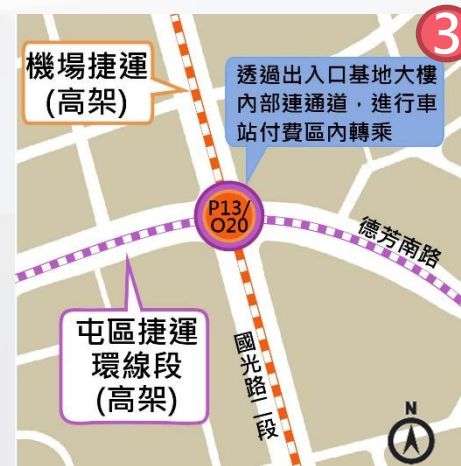 3
機場捷運
(高架)
透過出入口基地大樓
內部連通道，進行車
站付費區內轉乘
P13/
O20
德芳南路
屯區捷運
環線段
(高架)
國光路二段
N